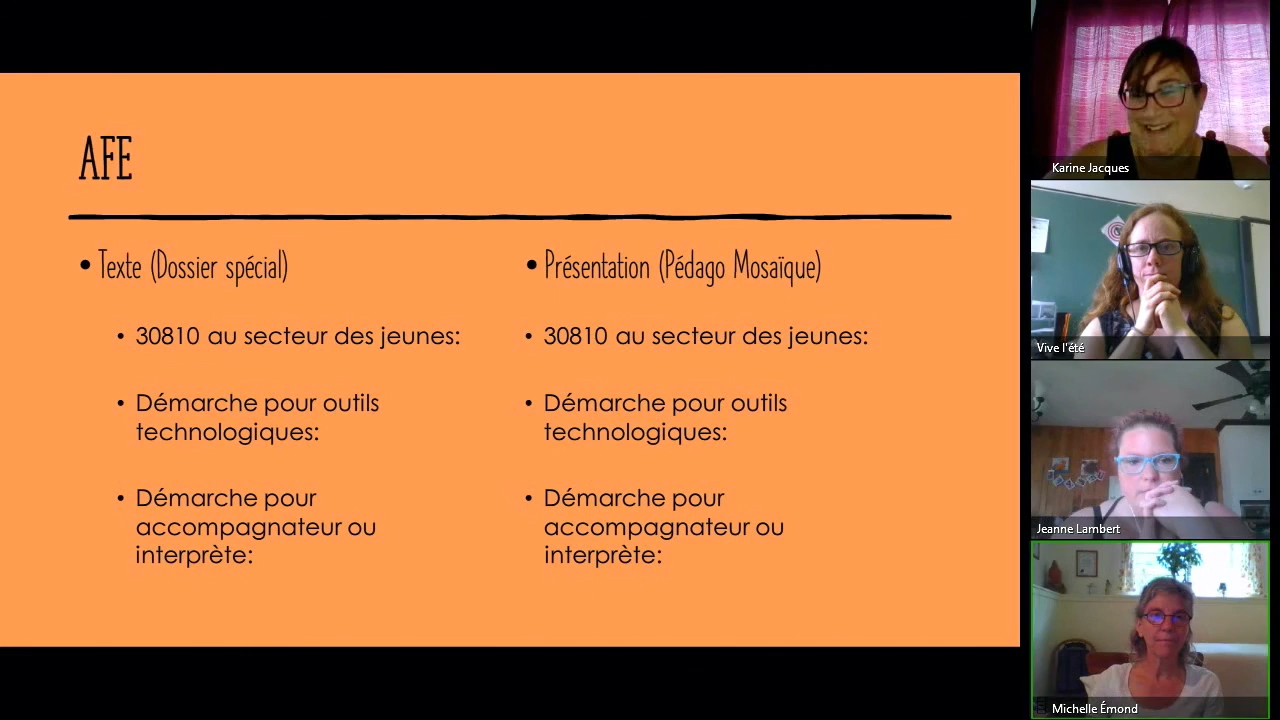 AFE
• Texte (Dossier spécial)
• 30810 au secteur des jeunes:
• Démarche pour outils
technologiques:
• Démarche pour
accompagnateur ou
interprète:
• Présentation (Pédago Mosaïque)
• 30810 au secteur des jeunes:
• Démarche pour outils
technologiques:
• Démarche pour
accompagnateur ou
interprète:
Karine Jacques
Vive l'été
Jeanne Lambert
Michelle Émond